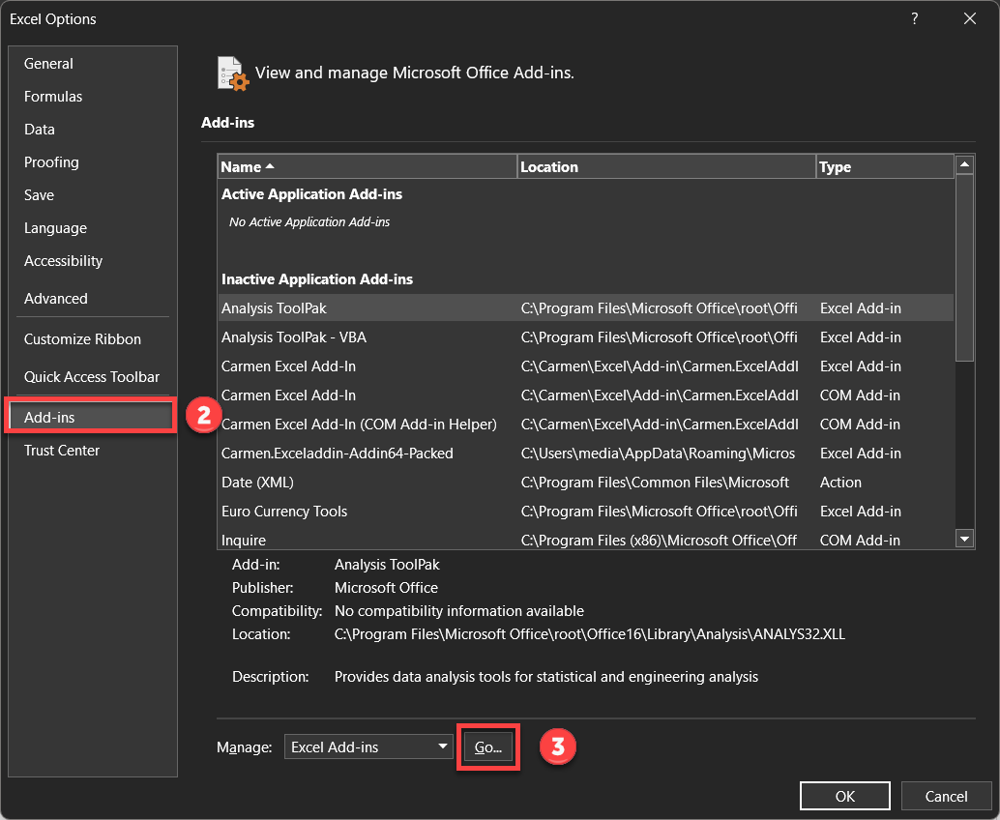 Excel Options
?
General
Formulas
Data
Proofing
Save
Language
Accessibility
Advanced
Customize Ribbon
Quick Access Toolbar
Add-ins
2
Trust Center
View and manage Microsoft Office Add-ins.
Add-ins
Name Location Type
Active Application Add-ins
No Active Application Add-ins
Inactive Application Add-ins
Analysis ToolPak C:\Program Files\Microsoft Office\root\Offi Excel Add-in
Analysis ToolPak - VBA C:\Program Files\Microsoft Office\root\Offi Excel Add-in
Carmen Excel Add-In C:\Carmen\Excel\Add-in\Carmen.ExcelAddI Excel Add-in
Carmen Excel Add-In C:\Carmen\Excel\Add-in\Carmen.ExcelAddI COM Add-in
Carmen Excel Add-In (COM Add-in Helper) C:\Carmen\Excel\Add-in\Carmen.ExcelAddI COM Add-in
Carmen.Exceladdin-Addin64-Packed C:\Users\media\AppData\Roaming\Micros Excel Add-in
Date (XML) C:\Program Files\Common Files\Microsoft Action
Euro Currency Tools C:\Program Files\Microsoft Office\root\Offi Excel Add-in
Inquire C:\Program Files (x86)\Microsoft Office\Off COM Add-in
Add-in: Analysis ToolPak
Publisher: Microsoft Office
Compatibility: No compatibility information available
Location: C:\Program Files\Microsoft Office\root\Office16\Library\Analysis\ANALYS32.XLL
Description: Provides data analysis tools for statistical and engineering analysis
Manage: Excel Add-ins Go... 3
OK Cancel